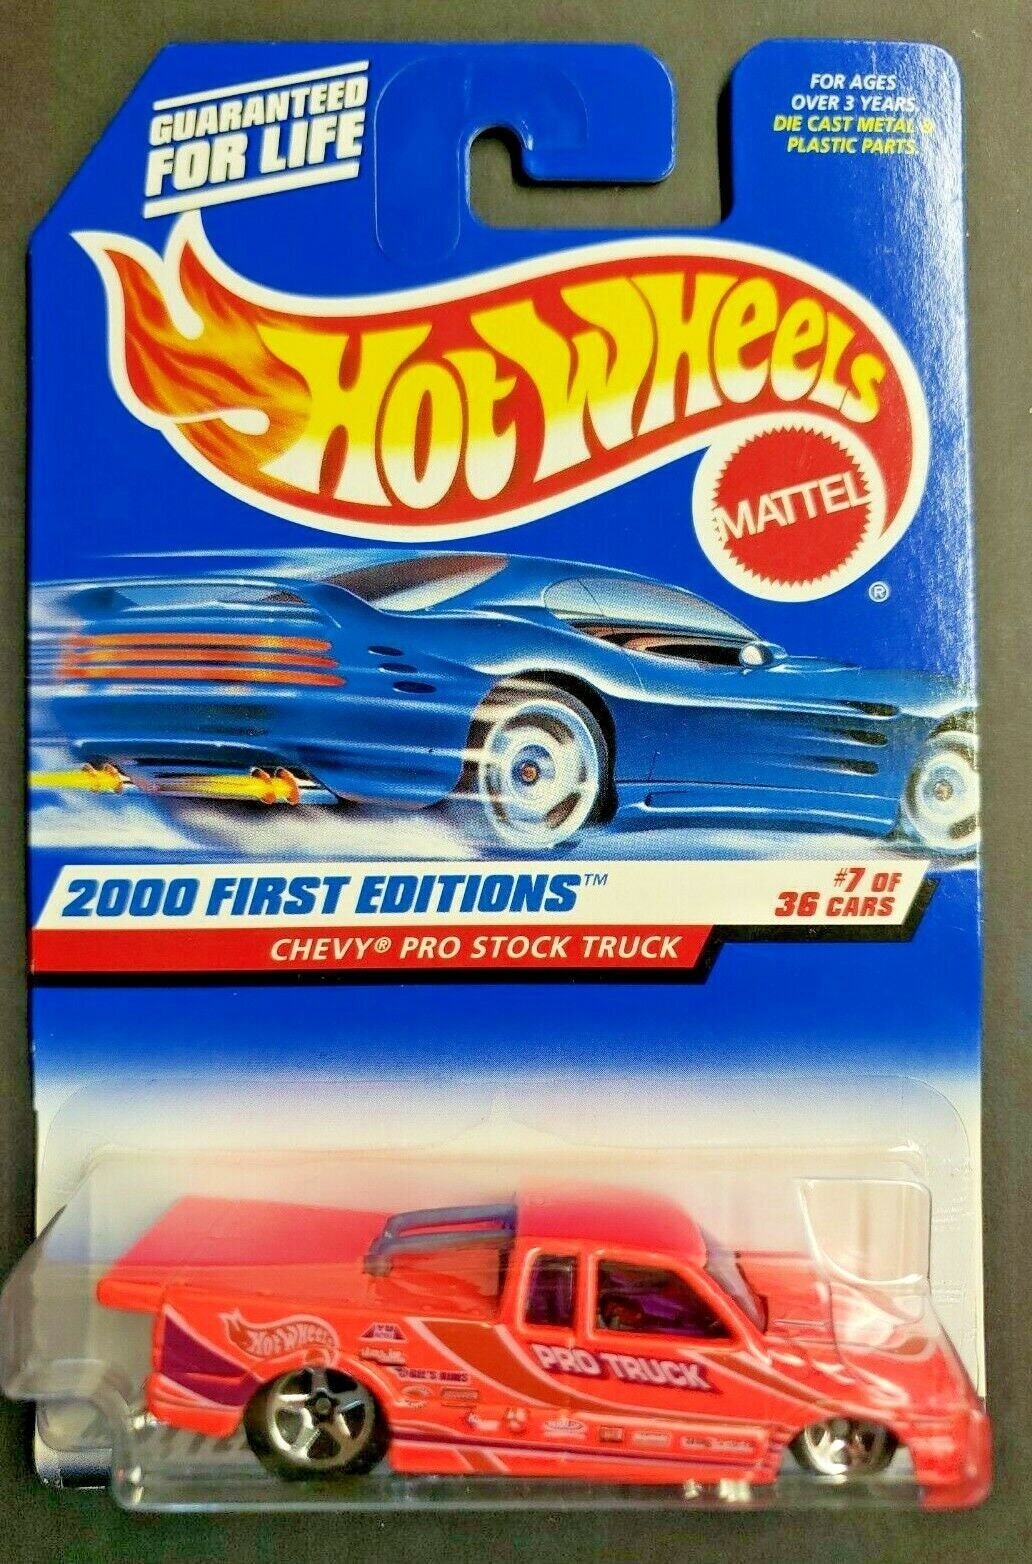 GUARANTEED
FOR LIFE
FOR AGES
OVER 3 YEARS.
DIE CAST METAL &
PLASTIC PARTS.
HOT WHEELS
MATTEL
®
2000 FIRST EDITIONS™
#7 OF
36 CARS
CHEVY® PRO STOCK TRUCK
HOT WHEELS
PRO TRUCK